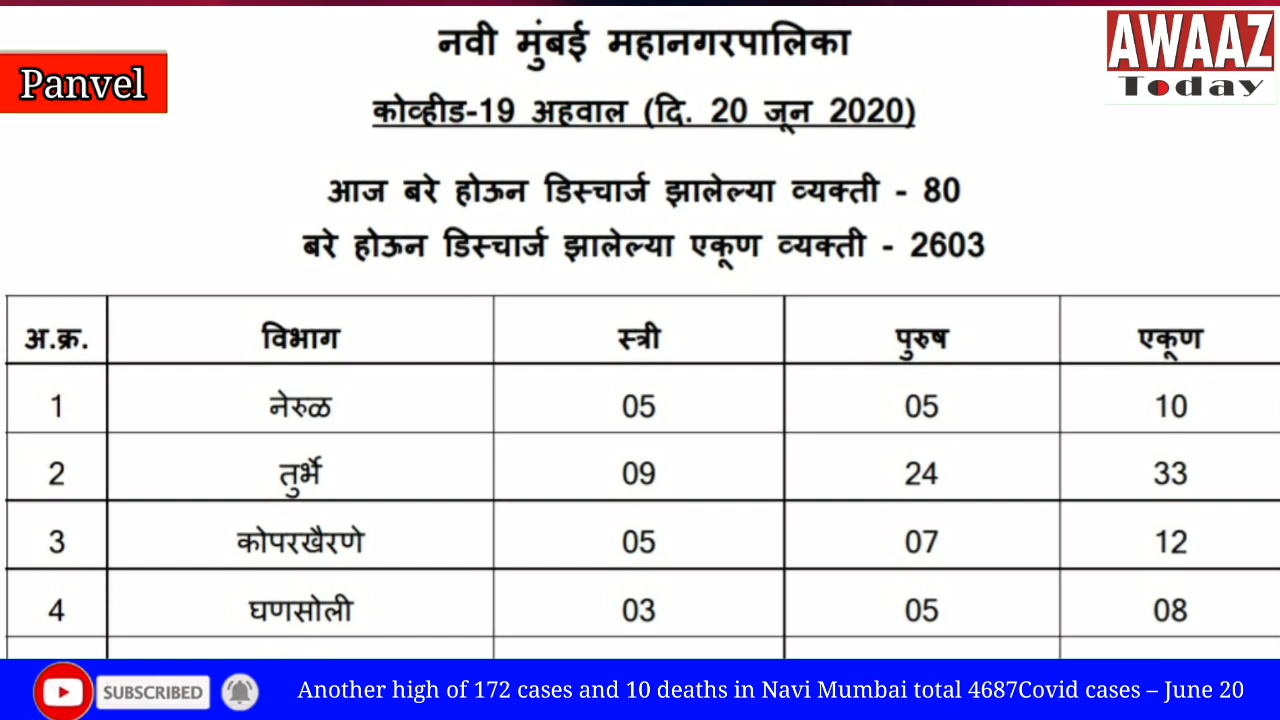 नवी मुंबई महानगरपालिका
AWAAZ
Today
Panvel
कोव्हीड-19 अहवाल (दि. 20 जून 2020)
आज बरे होऊन डिस्चार्ज झालेल्या व्यक्ती - 80
बरे होऊन डिस्चार्ज झालेल्या एकूण व्यक्ती - 2603
अ.क्र. विभाग स्त्री पुरुष एकूण
1 नेरुळ 05 05 10
2 तुर्भे 09 24 33
3 कोपरखैरणे 05 07 12
4 घणसोली 03 05 08
SUBSCRIBED
Another high of 172 cases and 10 deaths in Navi Mumbai total 4687Covid cases – June 20